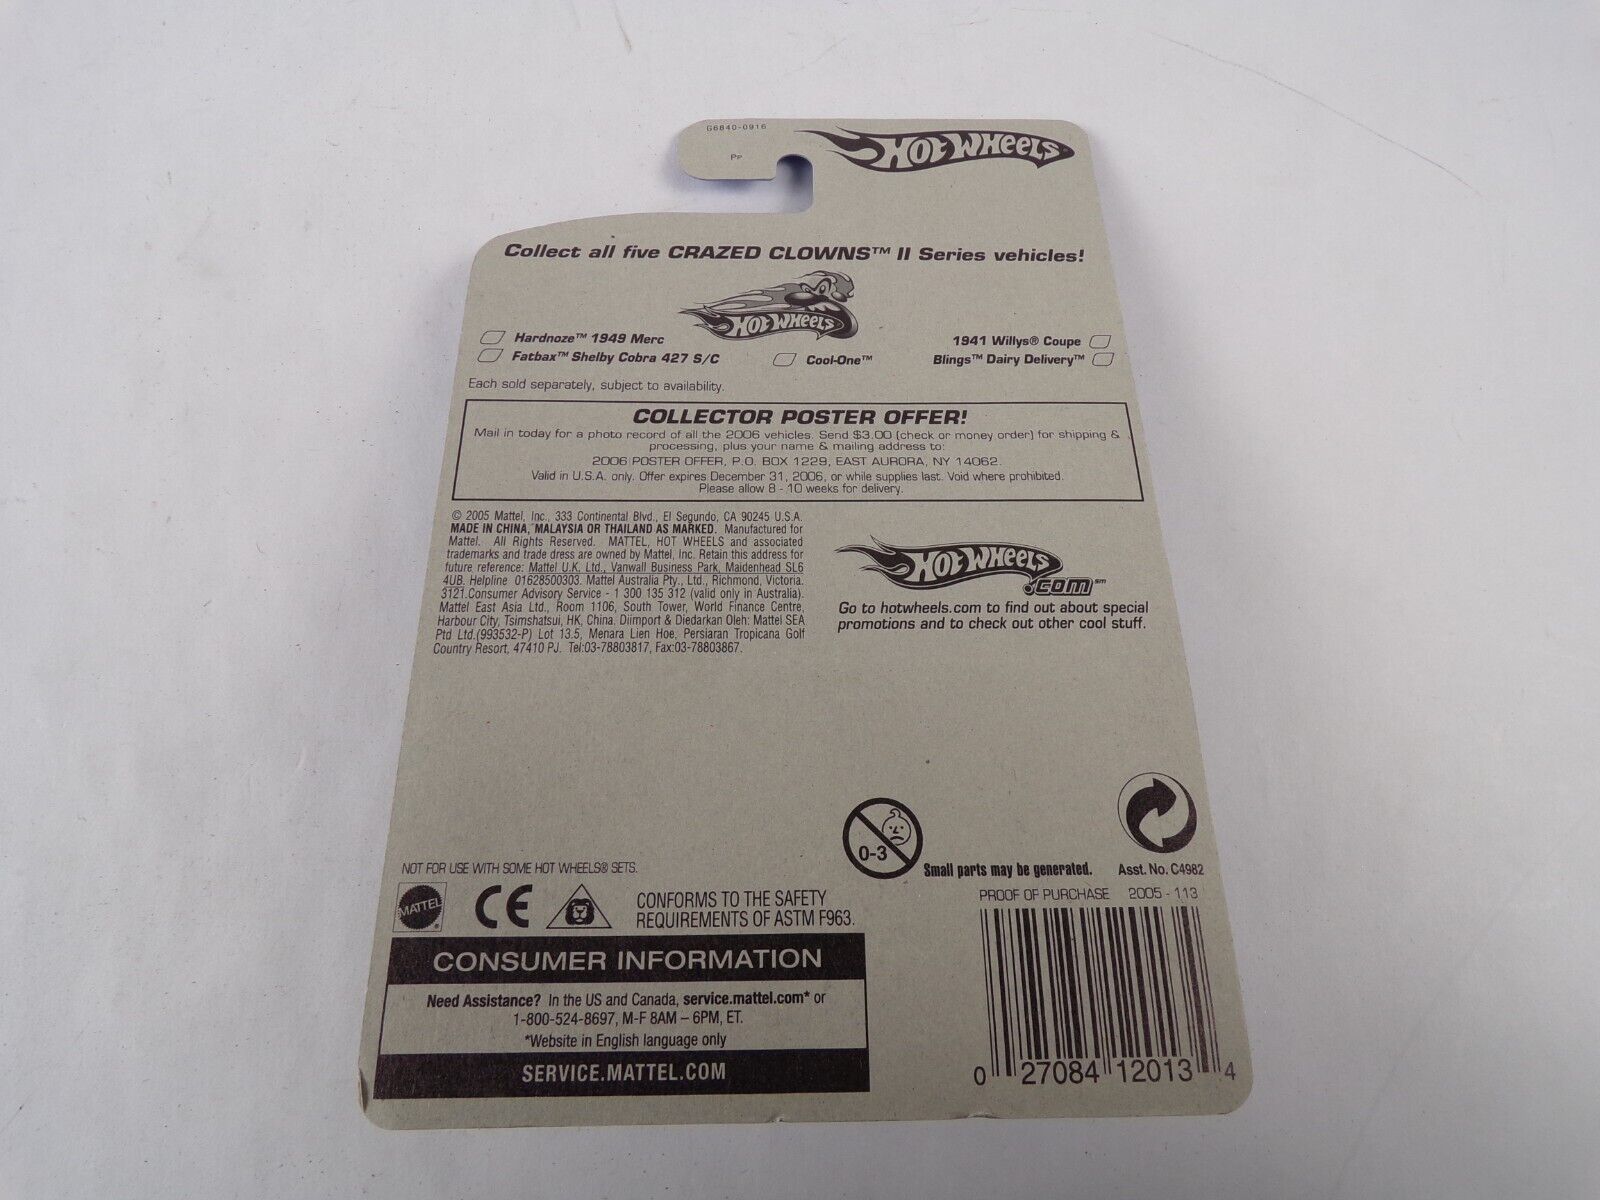 G6840-0916
Pp
HOT WHEELS
Collect all five CRAZED CLOWNS™ II Series vehicles!
HOT WHEELS
Hardnoze™ 1949 Merc
1941 Willys® Coupe
Fatbax™ Shelby Cobra 427 S/C
Cool-One™
Blings™ Dairy Delivery™
Each sold separately, subject to availability.
COLLECTOR POSTER OFFER!
Mail in today for a photo record of all the 2006 vehicles. Send $3.00 (check or money order) for shipping &
processing, plus your name & mailing address to:
2006 POSTER OFFER, P.O. BOX 1229, EAST AURORA, NY 14062.
Valid in U.S.A. only. Offer expires December 31, 2006, or while supplies last. Void where prohibited.
Please allow 8 - 10 weeks for delivery.
© 2005 Mattel, Inc., 333 Continental Blvd., El Segundo, CA 90245 U.S.A.
MADE IN CHINA, MALAYSIA OR THAILAND AS MARKED. Manufactured for
Mattel. All Rights Reserved. MATTEL, HOT WHEELS and associated
trademarks and trade dress are owned by Mattel, Inc. Retain this address for
future reference: Mattel U.K. Ltd., Vanwall Business Park, Maidenhead SL6
4UB. Helpline 01628500303. Mattel Australia Pty., Ltd., Richmond, Victoria.
3121.Consumer Advisory Service - 1 300 135 312 (valid only in Australia).
Mattel East Asia Ltd., Room 1106, South Tower, World Finance Centre,
Harbour City, Tsimshatsui, HK, China. Diimport & Diedarkan Oleh: Mattel SEA
Ptd Ltd.(993532-P) Lot 13.5, Menara Lien Hoe, Persiaran Tropicana Golf
Country Resort, 47410 PJ. Tel:03-78803817, Fax:03-78803867.
HOT WHEELS
.COM℠
Go to hotwheels.com to find out about special
promotions and to check out other cool stuff.
0-3
Small parts may be generated.
Asst. No. C4982
NOT FOR USE WITH SOME HOT WHEELS® SETS.
PROOF OF PURCHASE 2005 - 113
MATTEL®
CE
CONFORMS TO THE SAFETY
REQUIREMENTS OF ASTM F963.
CONSUMER INFORMATION
Need Assistance? In the US and Canada, service.mattel.com* or
1-800-524-8697, M-F 8AM – 6PM, ET.
*Website in English language only
SERVICE.MATTEL.COM
0 27084 12013 4